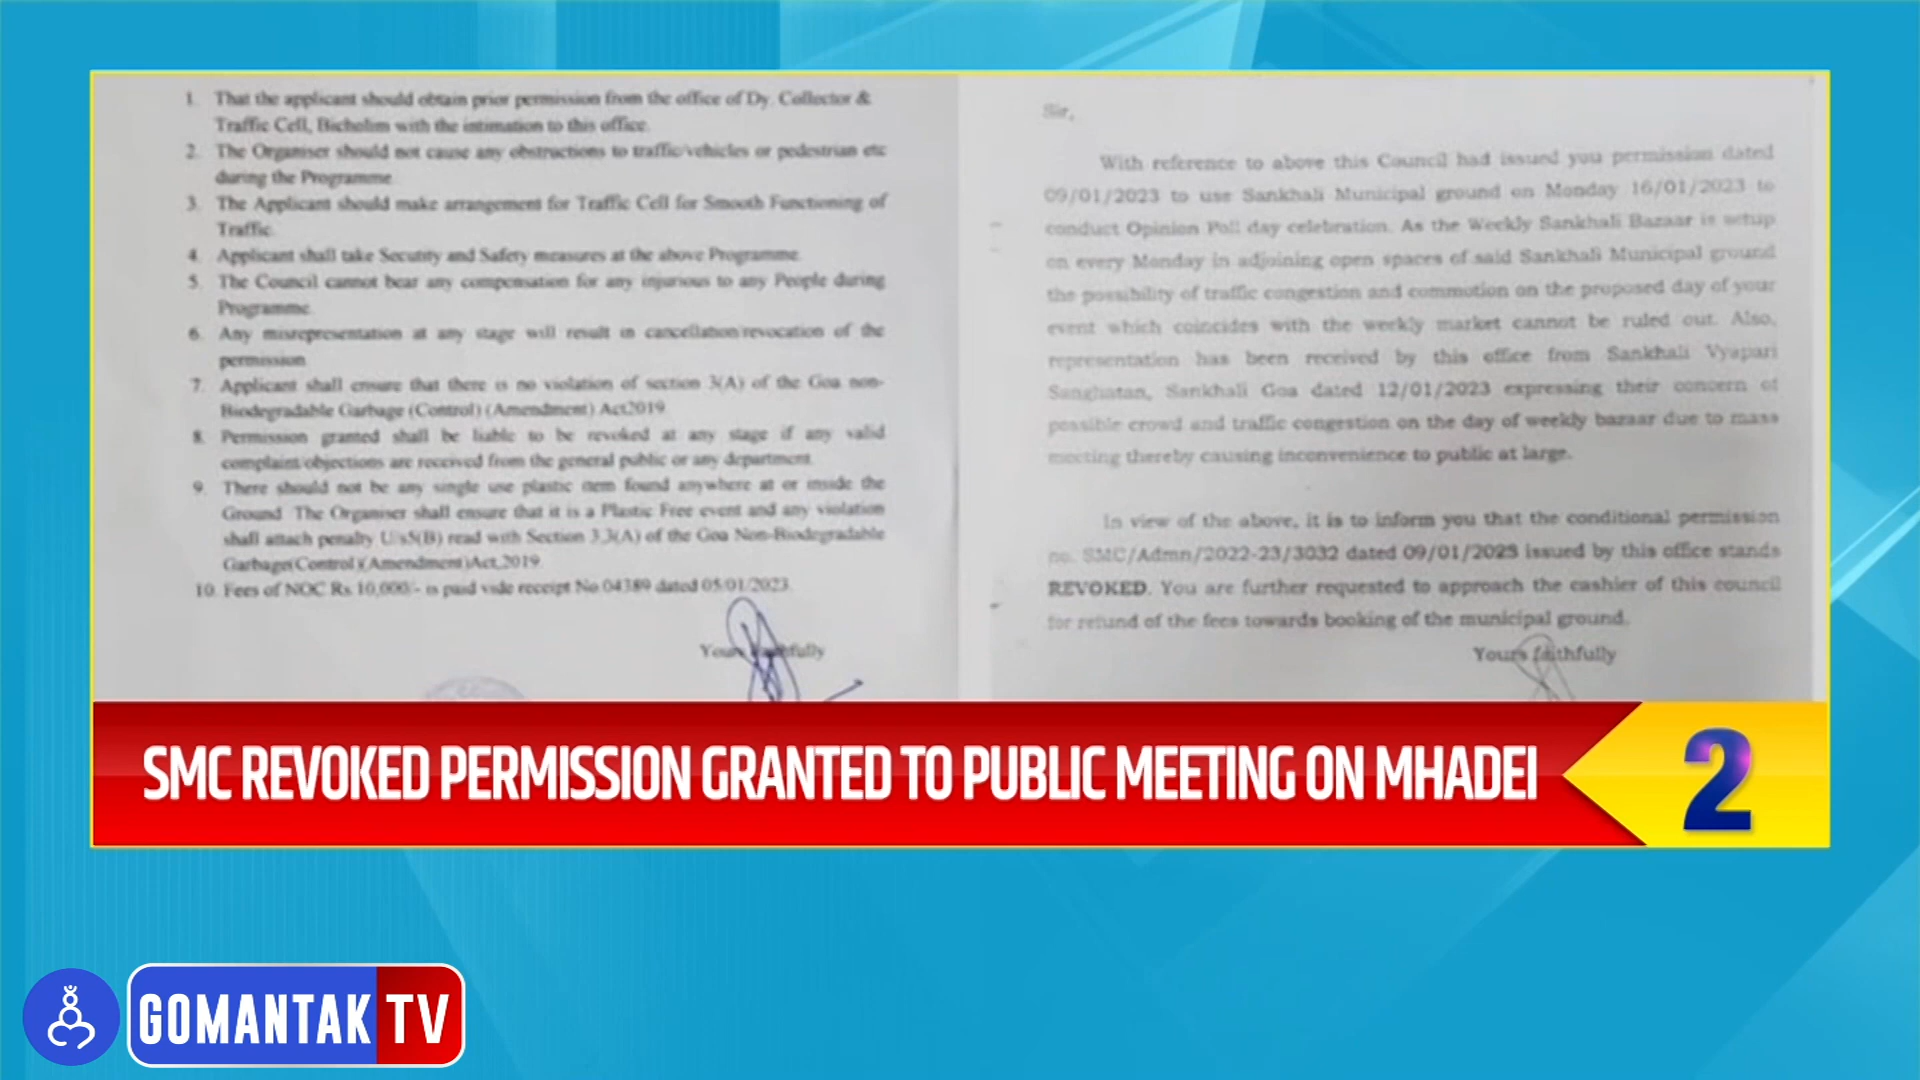 1. That the applicant should obtain prior permission from the office of Dy. Collector &
Traffic Cell, Bicholim with the intimation to this office.
2. The Organiser should not cause any obstructions to traffic/vehicles or pedestrian etc
during the Programme.
3. The Applicant should make arrangement for Traffic Cell for Smooth Functioning of
Traffic.
4. Applicant shall take Secutity and Safety measures at the above Programme.
5. The Council cannot bear any compensation for any injurious to any People during
Programme.
6. Any misrepresentation at any stage will result in cancellation/revocation of the
permission.
7. Applicant shall ensure that there is no violation of section 3(A) of the Goa non-
Biodegradable Garbage (Control) (Amendment) Act2019.
8. Permission granted shall be liable to be revoked at any stage if any valid
complaint/objections are received from the general public or any department.
9. There should not be any single use plastic item found anywhere at or inside the
Ground. The Organiser shall ensure that it is a Plastic Free event and any violation
shall attach penalty U/s5(B) read with Section 3,3(A) of the Goa Non-Biodegradable
Garbage(Control)(Amendment)Act,2019.
10. Fees of NOC Rs 10,000/- is paid vide receipt No 04389 dated 05/01/2023.
Yours faithfully
Sir,
With reference to above this Council had issued you permission dated
09/01/2023 to use Sankhali Municipal ground on Monday 16/01/2023 to
conduct Opinion Poll day celebration. As the Weekly Sankhali Bazaar is setup
on every Monday in adjoining open spaces of said Sankhali Municipal ground
the possibility of traffic congestion and commotion on the proposed day of your
event which coincides with the weekly market cannot be ruled out. Also,
representation has been received by this office from Sankhali Vyapari
Sanghatan, Sankhali Goa dated 12/01/2023 expressing their concern of
possible crowd and traffic congestion on the day of weekly bazaar due to mass
meeting thereby causing inconvenience to public at large.
In view of the above, it is to inform you that the conditional permission
no. SMC/Admn/2022-23/3032 dated 09/01/2023 issued by this office stands
REVOKED. You are further requested to approach the cashier of this council
for refund of the fees towards booking of the municipal ground.
Yours faithfully
SMC REVOKED PERMISSION GRANTED TO PUBLIC MEETING ON MHADEI
2
GOMANTAK TV